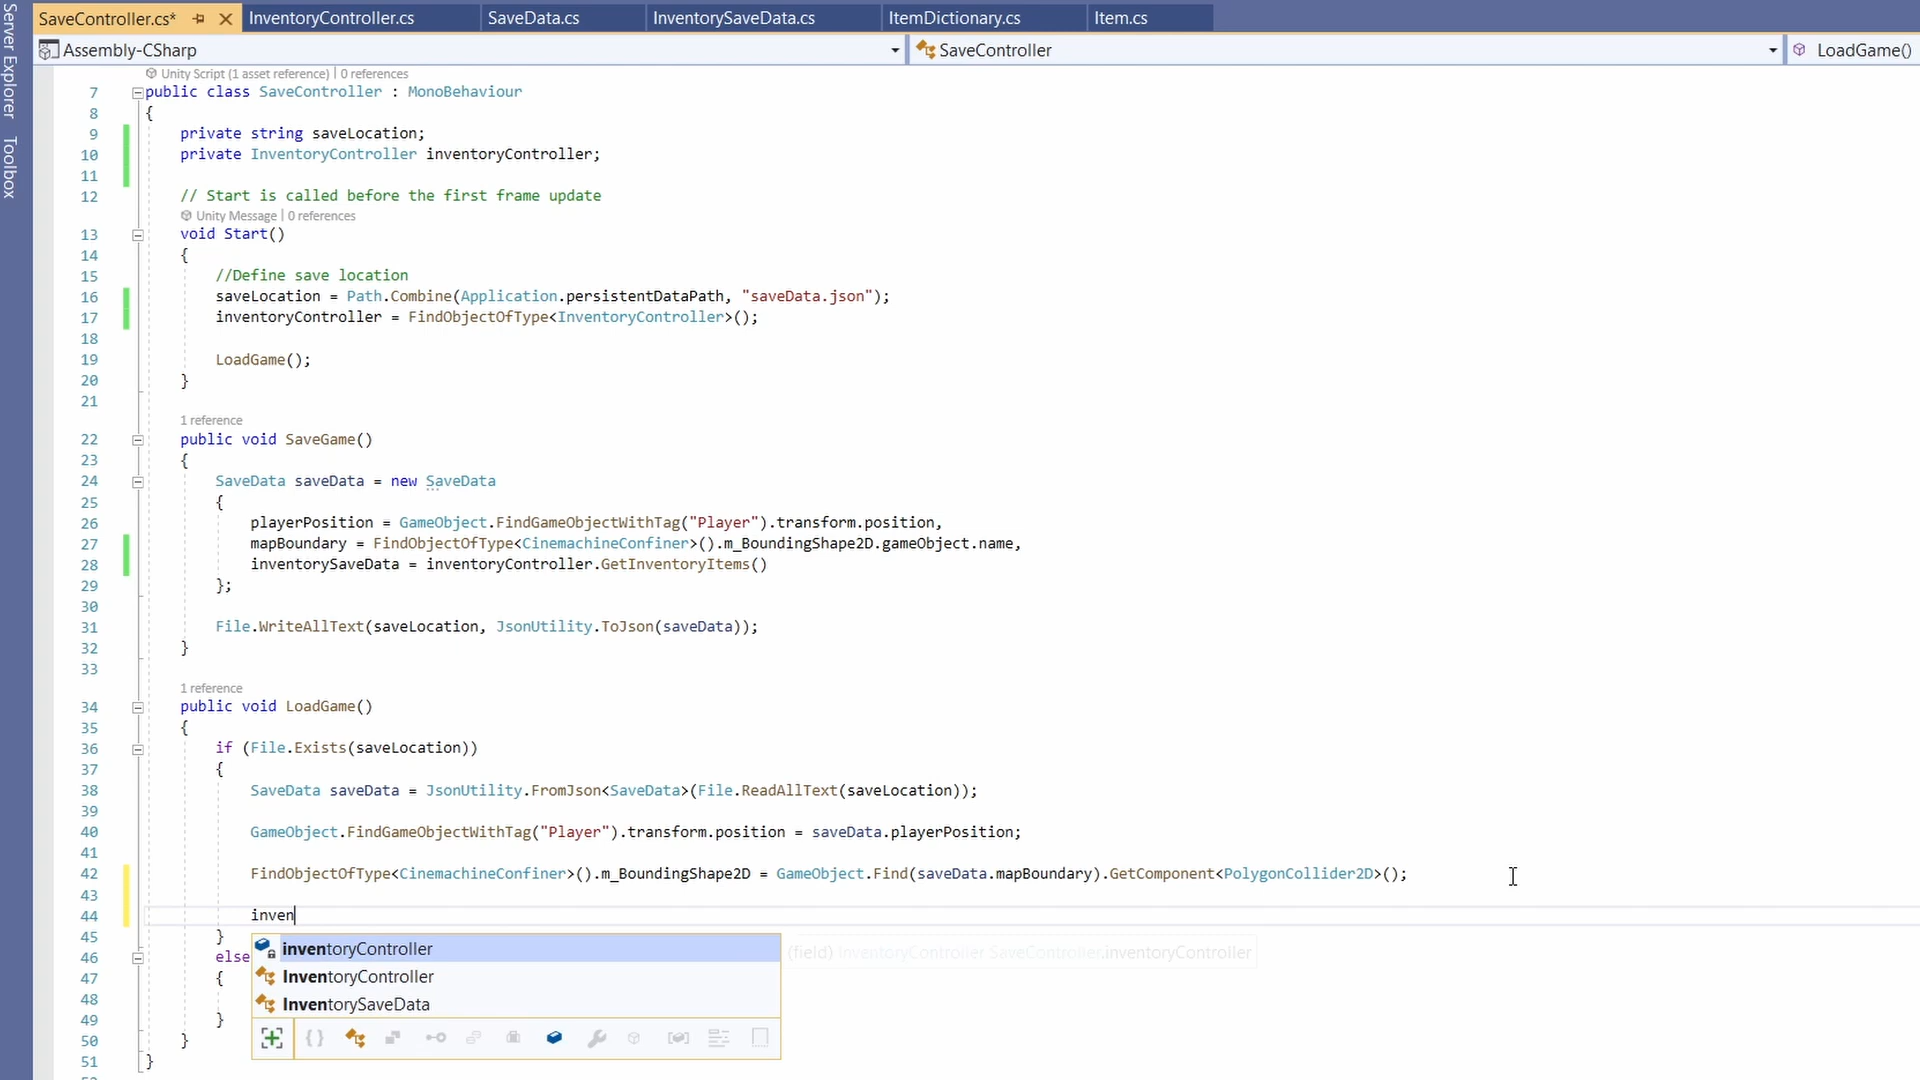 SaveController.cs*
InventoryController.cs
SaveData.cs
InventorySaveData.cs
ItemDictionary.cs
Item.cs
Server Explorer
Toolbox
Assembly-CSharp
SaveController
LoadGame()
Unity Script (1 asset reference) | 0 references
7 public class SaveController : MonoBehaviour
8 {
9 private string saveLocation;
10 private InventoryController inventoryController;
11
12 // Start is called before the first frame update
Unity Message | 0 references
13 void Start()
14 {
15 //Define save location
16 saveLocation = Path.Combine(Application.persistentDataPath, "saveData.json");
17 inventoryController = FindObjectOfType<InventoryController>();
18
19 LoadGame();
20 }
21
1 reference
22 public void SaveGame()
23 {
24 SaveData saveData = new SaveData
25 {
26 playerPosition = GameObject.FindGameObjectWithTag("Player").transform.position,
27 mapBoundary = FindObjectOfType<CinemachineConfiner>().m_BoundingShape2D.gameObject.name,
28 inventorySaveData = inventoryController.GetInventoryItems()
29 };
30
31 File.WriteAllText(saveLocation, JsonUtility.ToJson(saveData));
32 }
33
1 reference
34 public void LoadGame()
35 {
36 if (File.Exists(saveLocation))
37 {
38 SaveData saveData = JsonUtility.FromJson<SaveData>(File.ReadAllText(saveLocation));
39
40 GameObject.FindGameObjectWithTag("Player").transform.position = saveData.playerPosition;
41
42 FindObjectOfType<CinemachineConfiner>().m_BoundingShape2D = GameObject.Find(saveData.mapBoundary).GetComponent<PolygonCollider2D>();
43
44 inven
45 }
46 else
47 {
48
49 }
50 }
51 }
inventoryController
(field) InventoryController SaveController.inventoryController
InventoryController
InventorySaveData